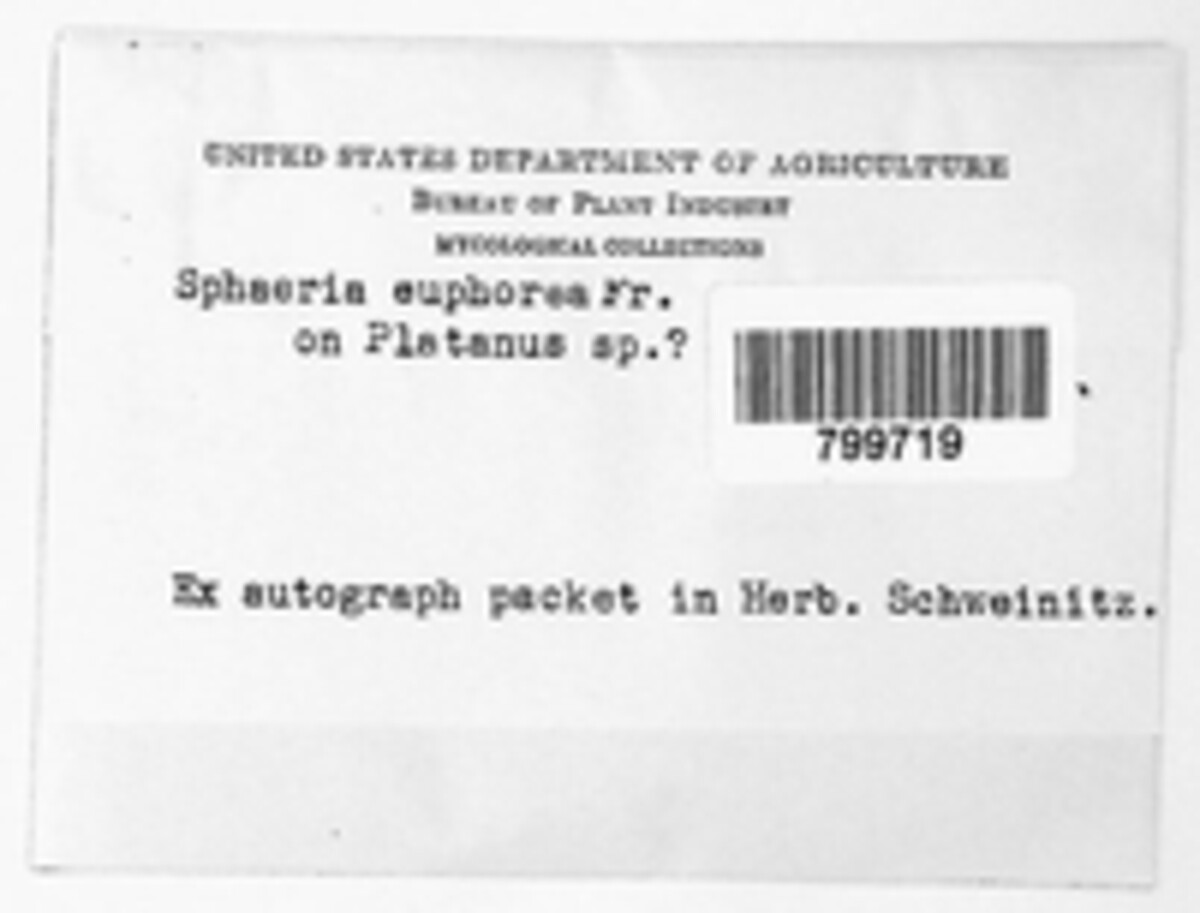 UNITED STATES DEPARTMENT OF AGRICULTURE
BUREAU OF PLANT INDUSTRY
MYCOLOGICAL COLLECTIONS
Sphaeria euphorea Fr.
on Platanus sp.?
799719
Ex autograph packet in Herb. Schweinitz.